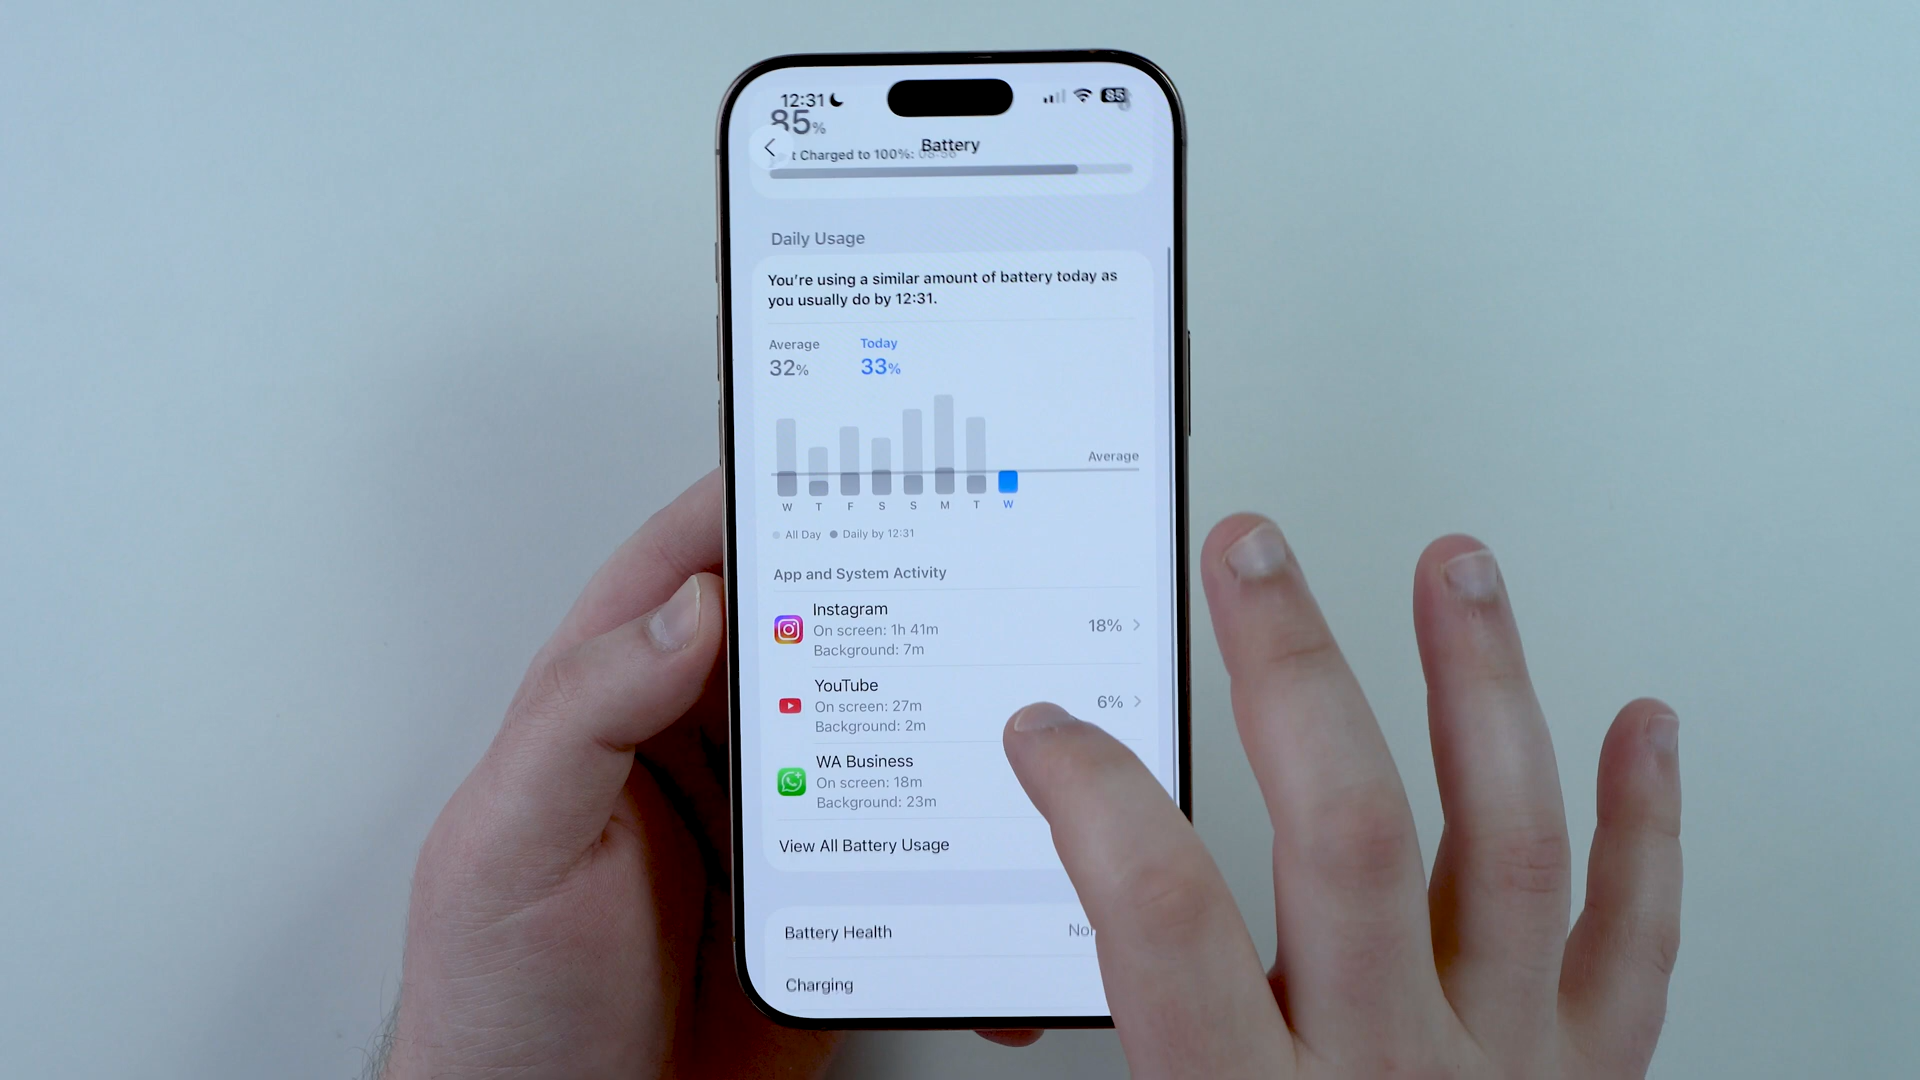 12:31
85
85%
Battery
t Charged to 100%:
Daily Usage
You're using a similar amount of battery today as
you usually do by 12:31.
Average
Today
32%
33%
Average
W T F S S M T W
All Day Daily by 12:31
App and System Activity
Instagram
On screen: 1h 41m
Background: 7m
18%
YouTube
On screen: 27m
Background: 2m
6%
WA Business
On screen: 18m
Background: 23m
View All Battery Usage
Battery Health
Nor
Charging